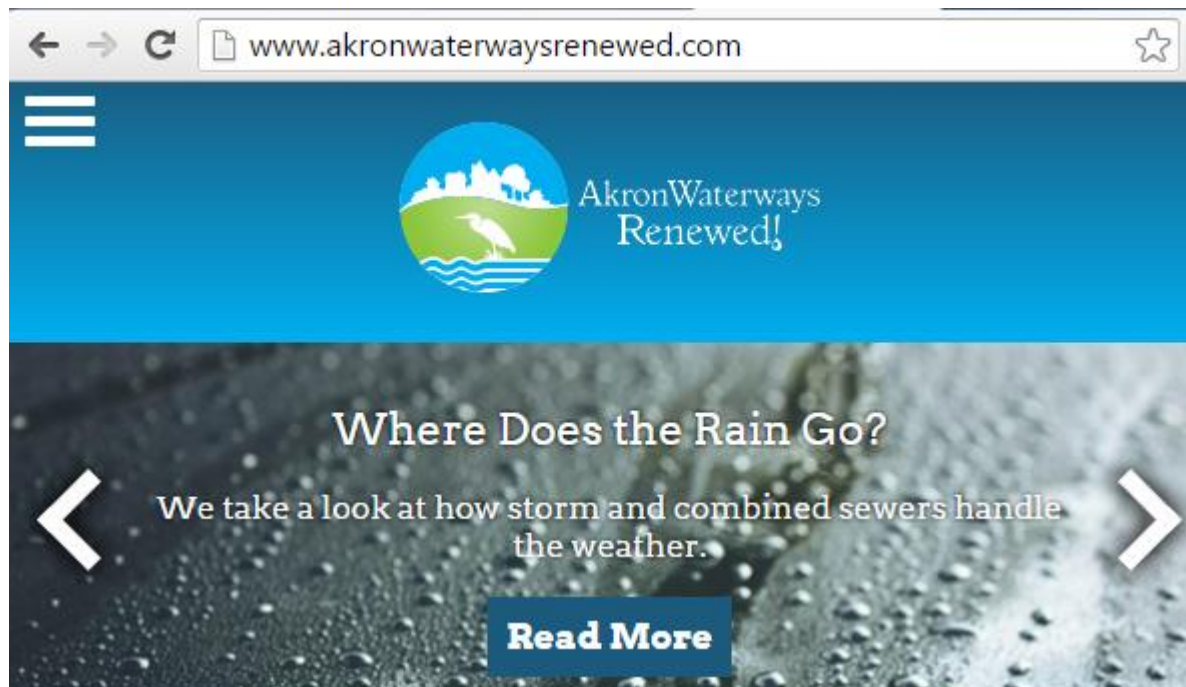 www.akronwaterwaysrenewed.com
AkronWaterways
Renewed!
Where Does the Rain Go?
We take a look at how storm and combined sewers handle
the weather.
Read More